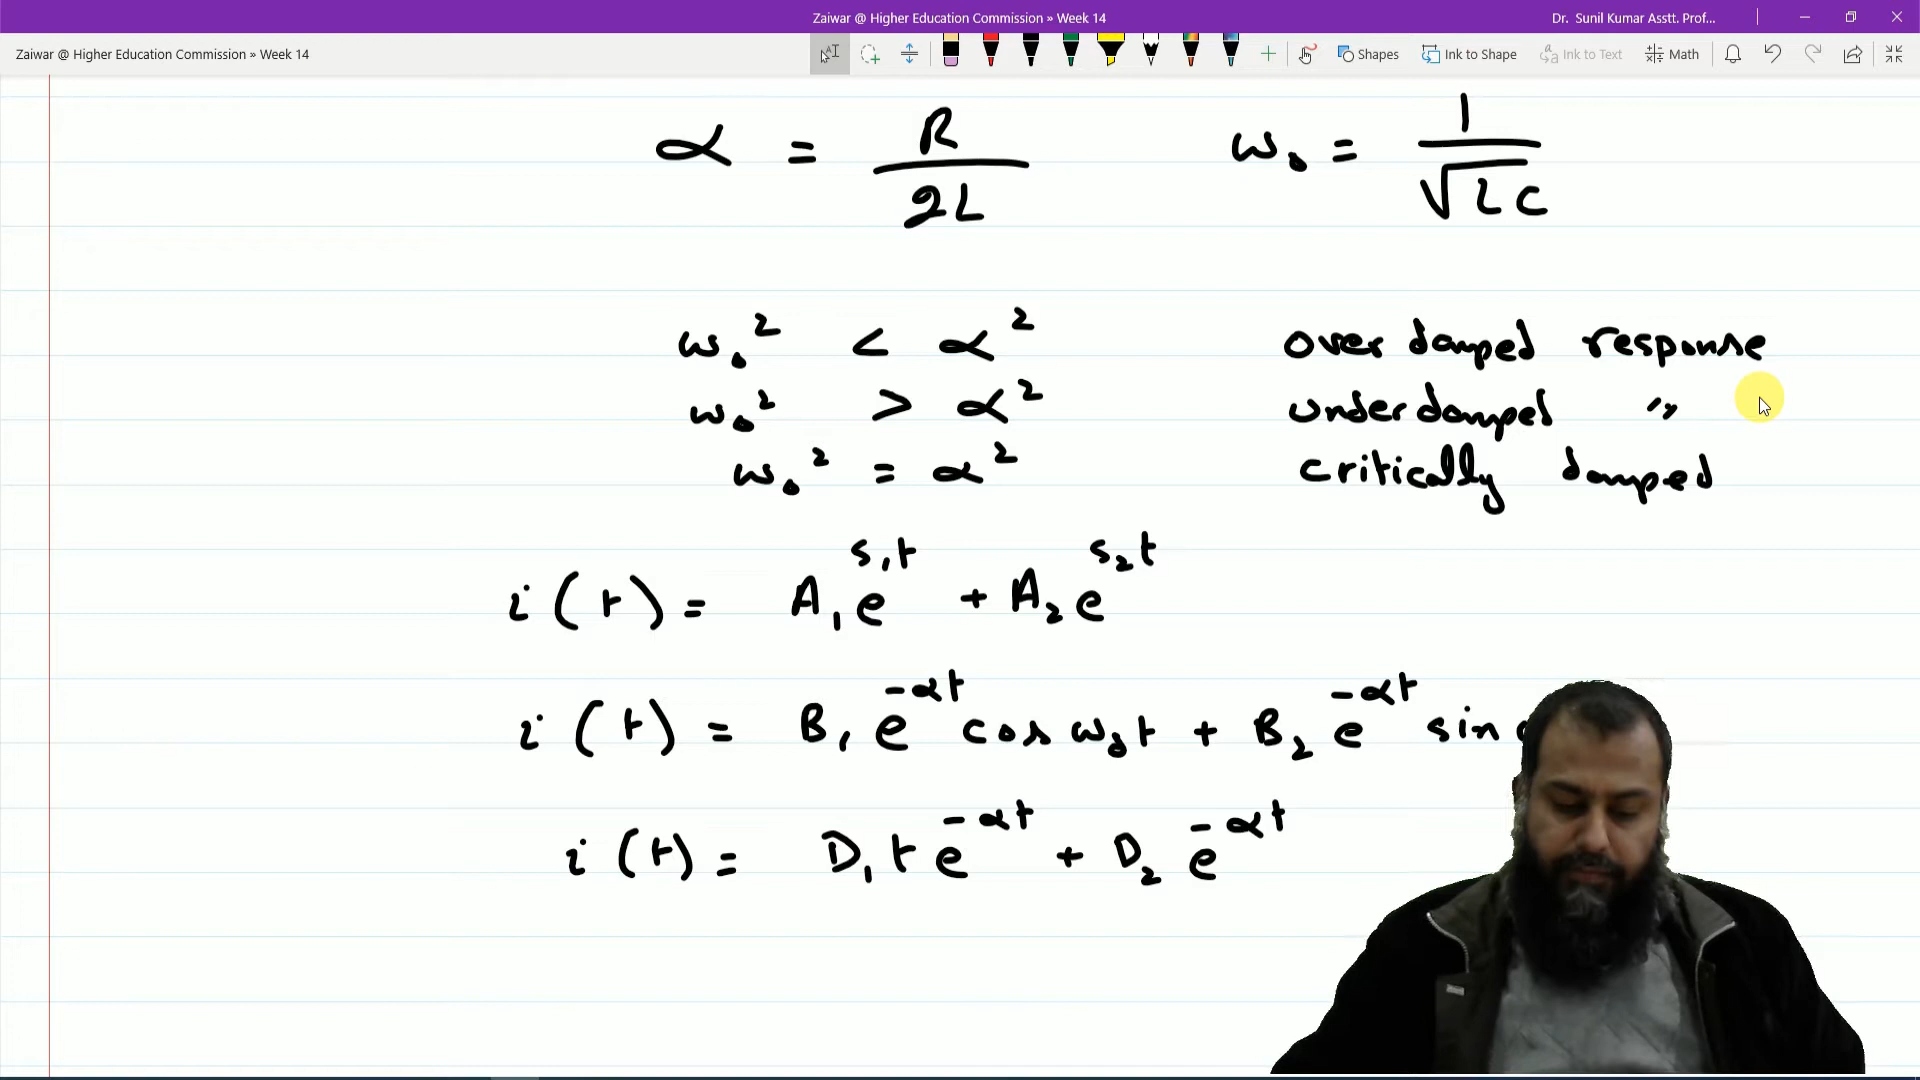 Zaiwar @ Higher Education Commission » Week 14
Dr. Sunil Kumar Asstt. Prof...
Zaiwar @ Higher Education Commission » Week 14
Shapes
Ink to Shape
Ink to Text
Math
α = R / 2L    ω₀ = 1 / √LC
ω₀² < α²    over damped response
ω₀² > α²    underdamped  〃
ω₀² = α²    critically damped
i(t) = A₁e^{s₁t} + A₂e^{s₂t}
i(t) = B₁e^{-αt} cos ω_d t + B₂e^{-αt} sin
i(t) = D₁te^{-αt} + D₂e^{-αt}